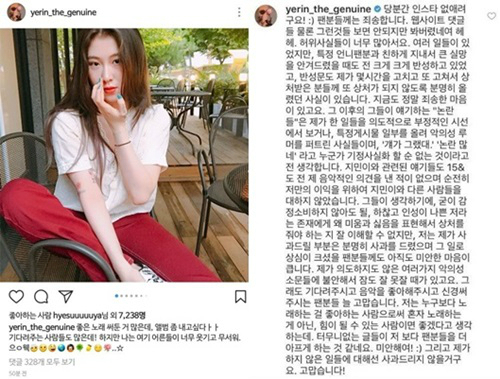 yerin_the_genuine
좋아하는 사람 hyesuuuuuya님 외 7,238명
yerin_the_genuine 좋은 노래 써둔 거 많은데, 앨범 좀 내고싶다ㅏㅏ
기다려주는 사람들도 많은데! 하지만 나는 여기 어른들이 너무 웃기고 무서워.
으ㅇ웩
댓글 328개 모두 보기
50분 전
yerin_the_genuine 당분간 인스타 없애려
구요! :) 팬분들께는 죄송합니다. 웹사이트 댓글
들 물론 그런것들 보면 안되지만 봐버렸네여 헤
헤, 허위사실들이 너무 많아서요. 여러 일들이 있
었지만, 특정 언니팬분과 친하게 지내서 큰 실망
을 안겨드렸을 때도 전 크게 크게 반성하고 있었
고, 반성문도 제가 몇시간을 고치고 또 고쳐서 상
처받은 분들께 또 상처가 안되지 않도록 분명히 올
렸던 사실이 있습니다. 지금도 정말 죄송한 마음
이 있고요. 그 이후의 그들이 얘기하는 "논란
들"은 제가 한 일들을 의도적으로 부정적인 시선
에서 보거나, 특정게시물 일부를 올려 악의성 루
머를 퍼트린 사실들이며, '걔가 그랬대.' '논란 많
네' 라고 누군가 기정사실화 할 순 없는 것이라고
전 생각합니다. 지민이와 관련된 얘기들도 15&
도 전 제 음악적인 의견을 낸 적이 없으며 순전히
저만의 이익을 위하여 지민이와 다른 사람들을
대하지 않았습니다. 그들이 생각하기에, 굳이 감
정소비하지 않아도 될, 하찮고 인성이 나쁜 저라
는 존재에게 왜 미움과 싫음을 표현해서 상처를
줘야 하는 지 잘 이해할 수 없지만, 저는 제가 사
과드릴 부분은 분명히 사과를 드렸으며 그 일로
상심이 크셨을 팬분들께도 아직도 미안한 마음이
큽니다. 제가 의도하지도 않은 여러가지 악의성
소문들에 불안해서 잠도 잘 못잘 때가 있고요. 그
래도 기다려주시고 음악을 좋아해주시고 신경써
주시는 팬분들 늘 고맙습니다. 저는 누구보다 노래
하는 걸 좋아하는 사람으로써 혼자 노래하는
게 아닌, 힘이 될 수 있는 사람이면 좋겠다고 생각
하는데. 터무니없는 글들이 저 보다 팬분들을 더
아프게 하는 것 같네요. 미안해여! :) 그리고 제가
하지 않은 일들에 대해선 사과드리지 않을거구
요. 고맙습니다!